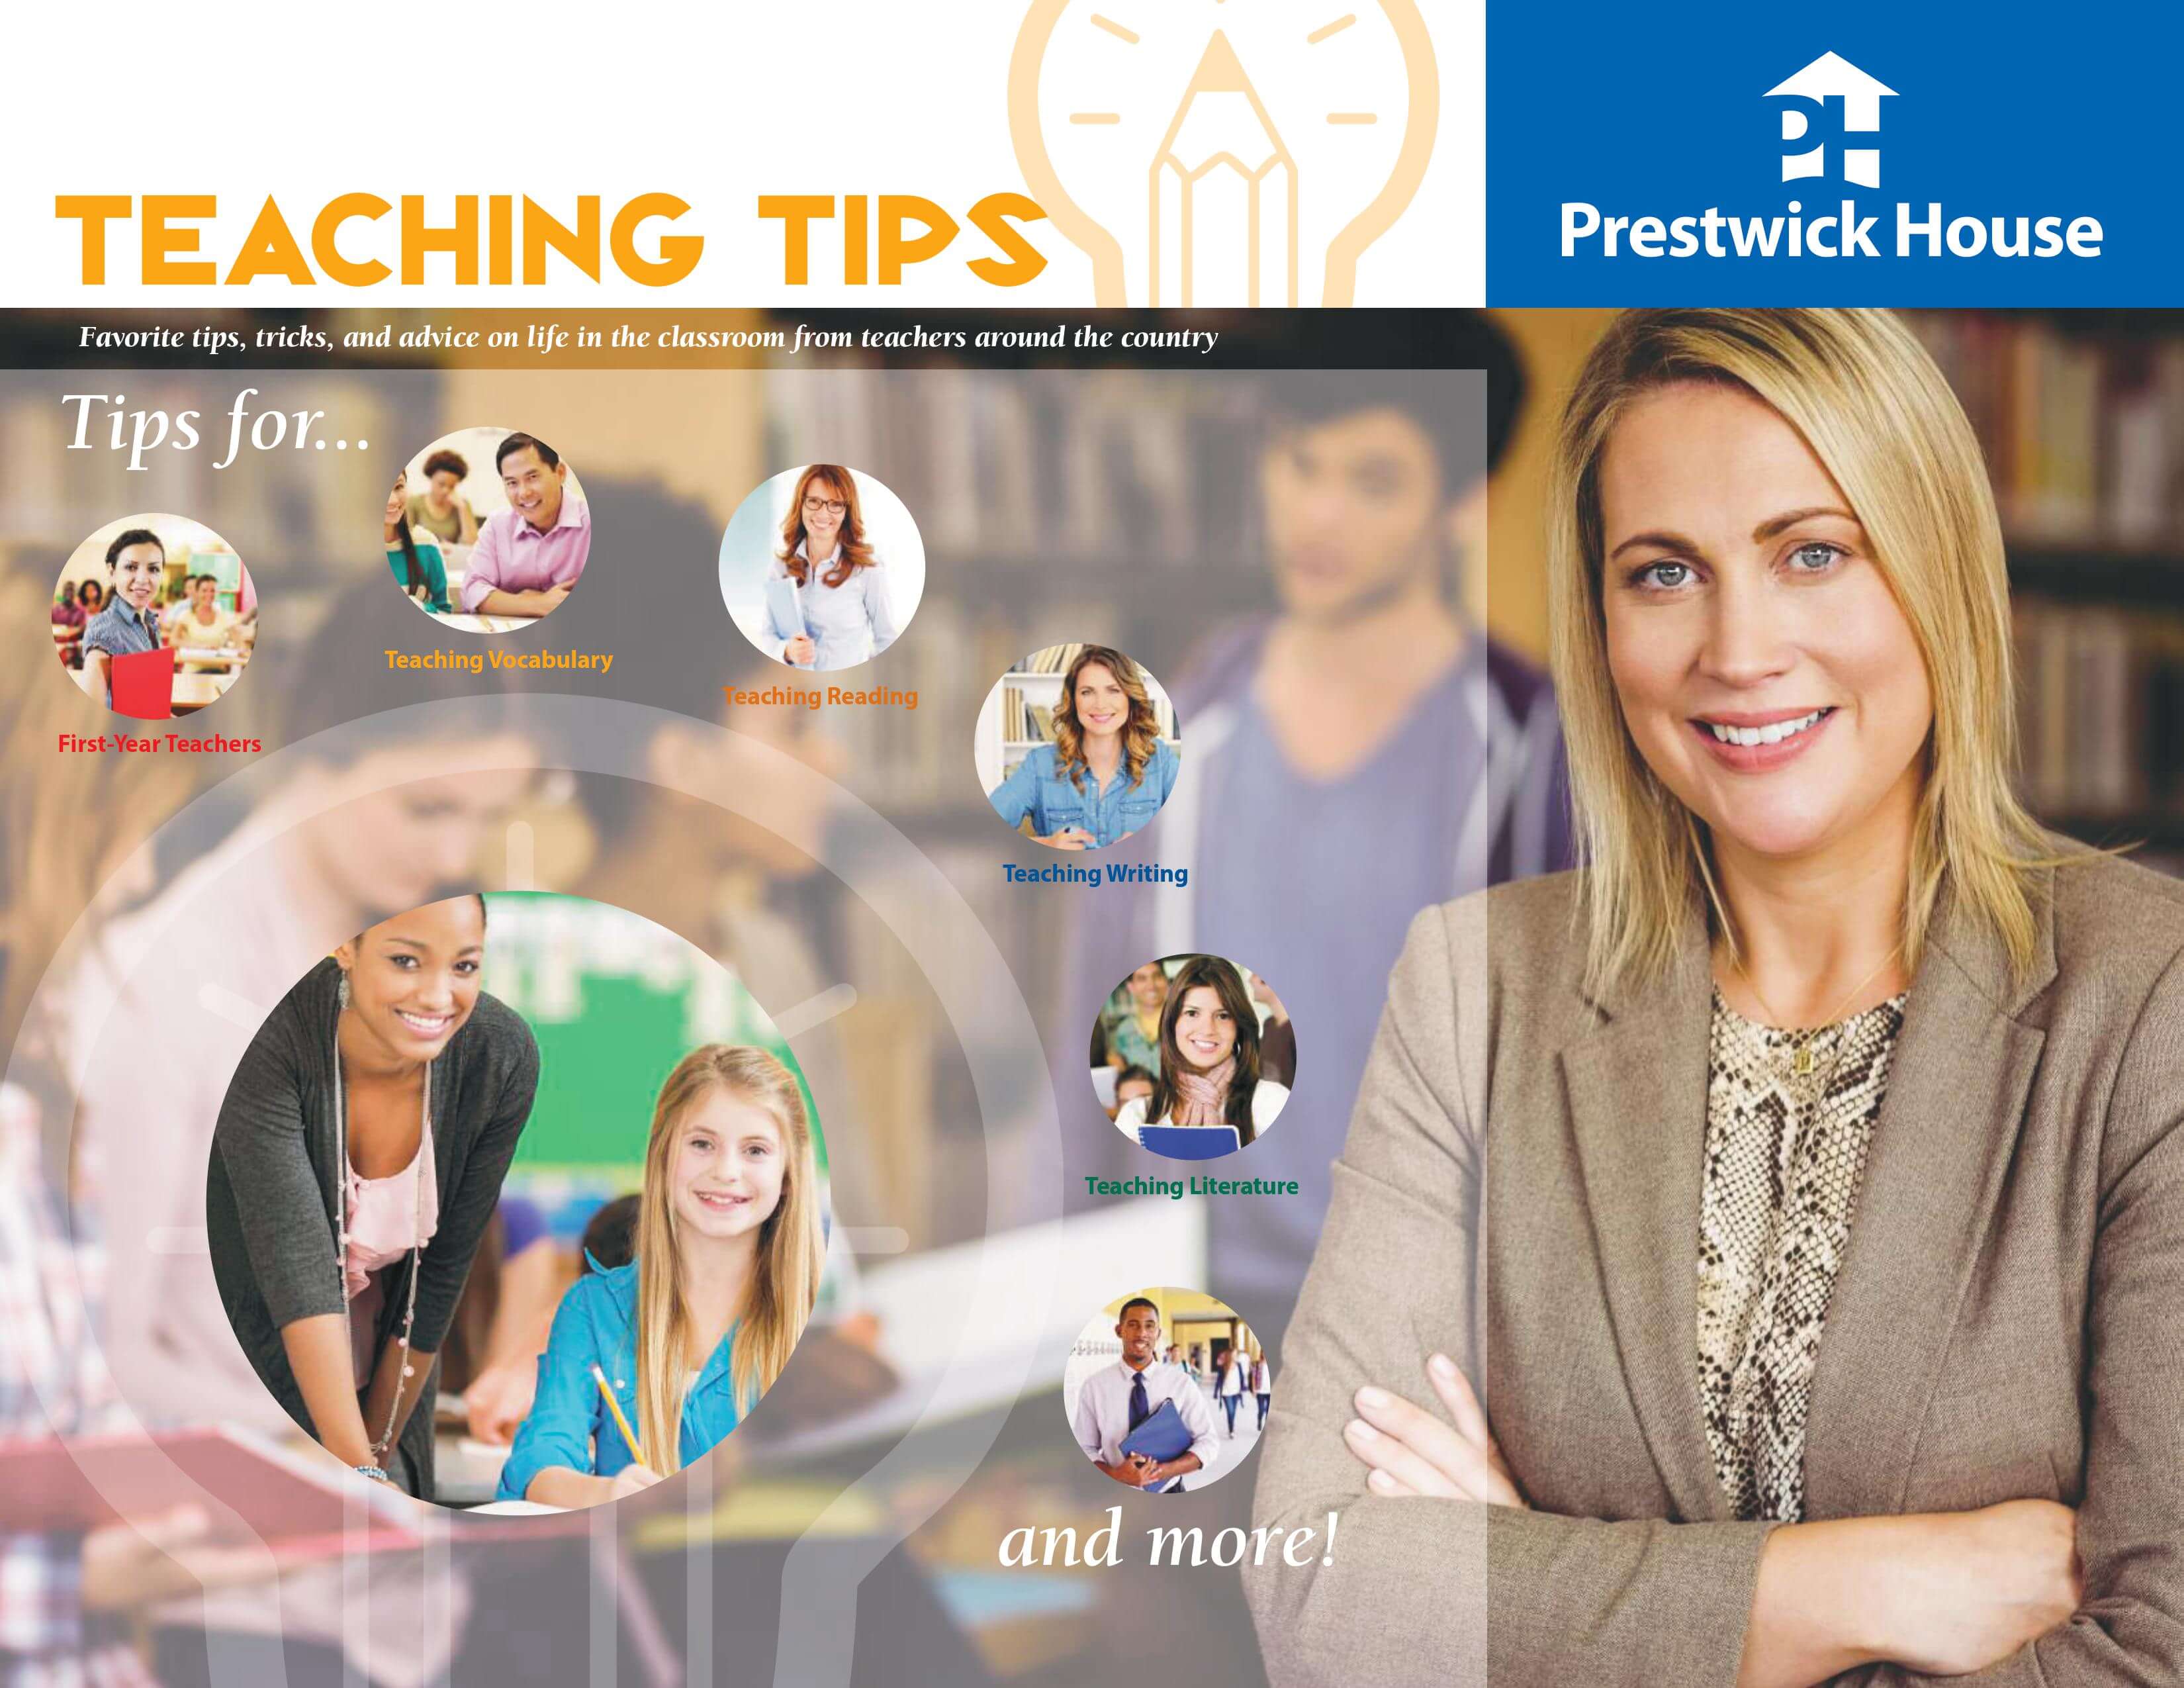 TEACHING TIPS
PH
Prestwick House
Favorite tips, tricks, and advice on life in the classroom from teachers around the country
Tips for...
Teaching Vocabulary
Teaching Reading
First-Year Teachers
Teaching Writing
Teaching Literature
and more!